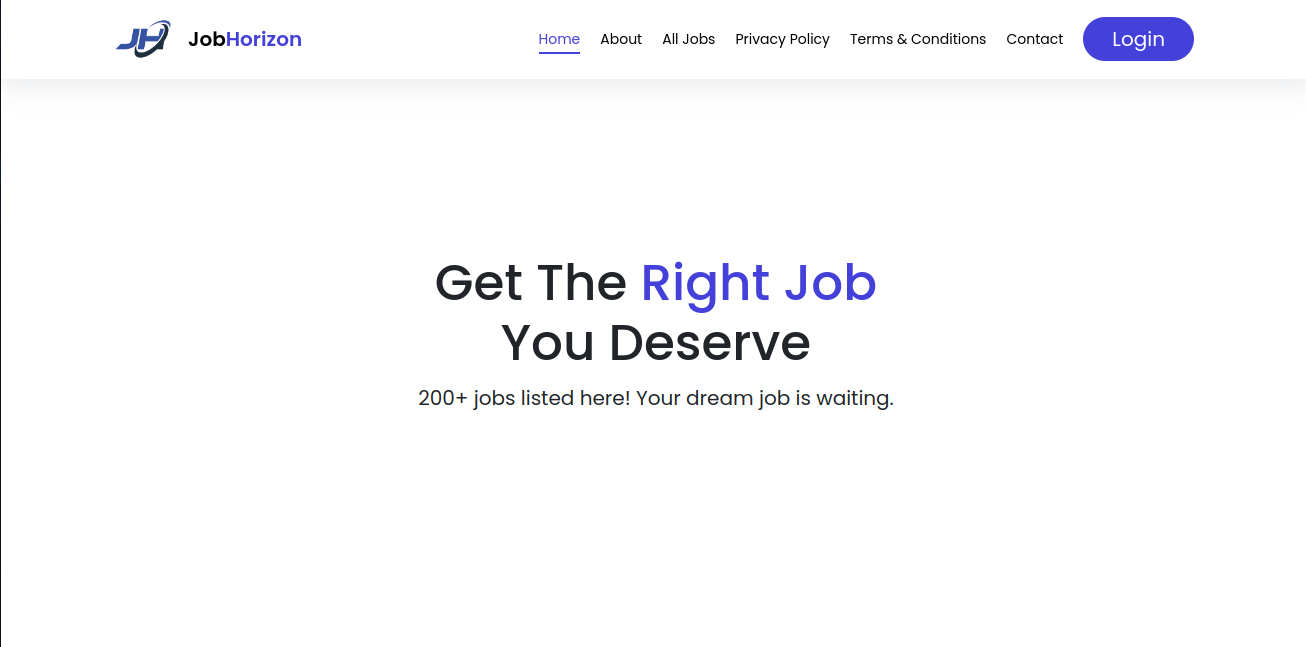 JH JobHorizon
Home About All Jobs Privacy Policy Terms & Conditions Contact Login
Get The Right Job
You Deserve
200+ jobs listed here! Your dream job is waiting.